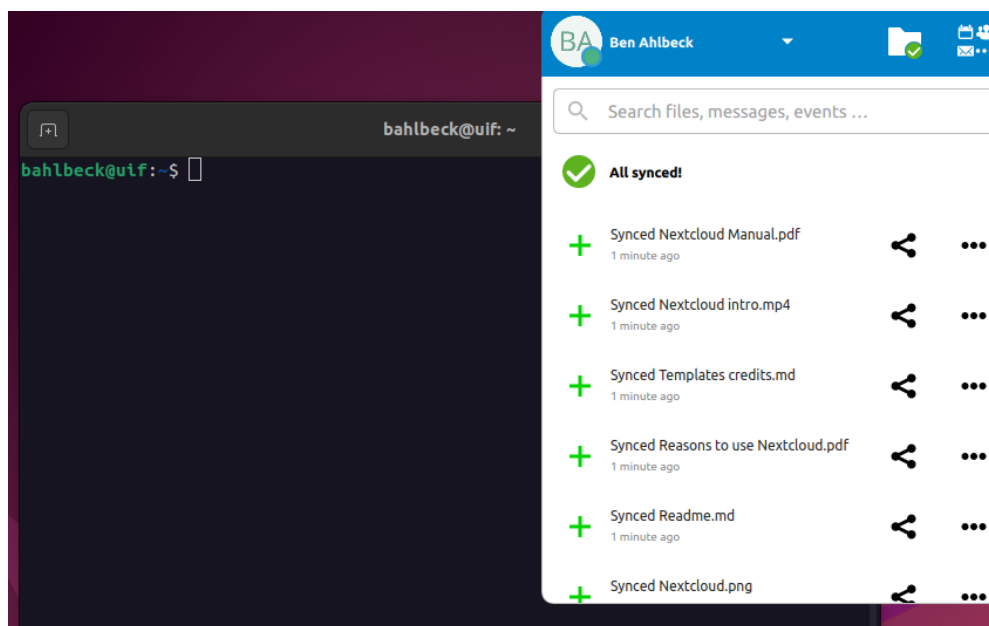 bahlbeck@uif: ~
bahlbeck@uif:~$
BA
Ben Ahlbeck
Search files, messages, events ...
All synced!
Synced Nextcloud Manual.pdf
1 minute ago
Synced Nextcloud intro.mp4
1 minute ago
Synced Templates credits.md
1 minute ago
Synced Reasons to use Nextcloud.pdf
1 minute ago
Synced Readme.md
1 minute ago
Synced Nextcloud.png